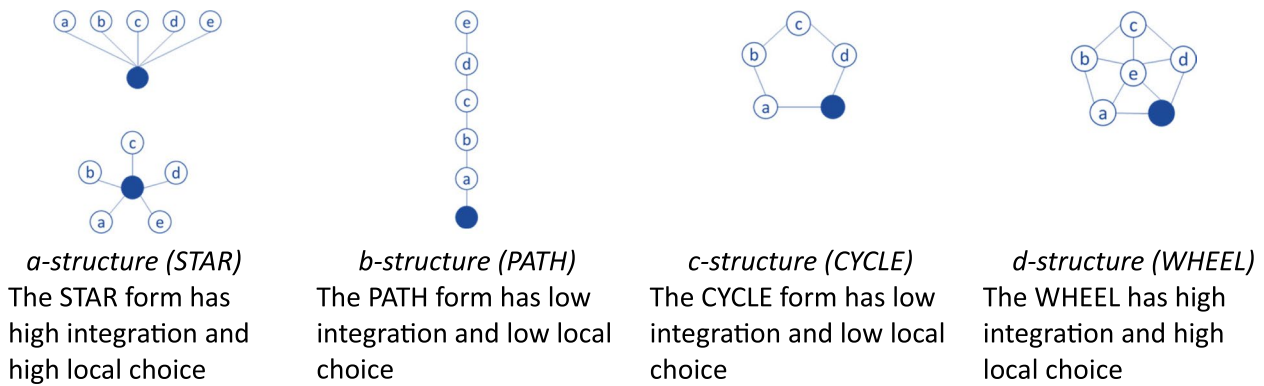 a b c d e
c
b d
a e
a-structure (STAR)
The STAR form has
high integration and
high local choice
e
d
c
b
a
b-structure (PATH)
The PATH form has low
integration and low local
choice
c
b d
a
c-structure (CYCLE)
The CYCLE form has low
integration and low local
choice
c
b d
e
a
d-structure (WHEEL)
The WHEEL has high
integration and high
local choice